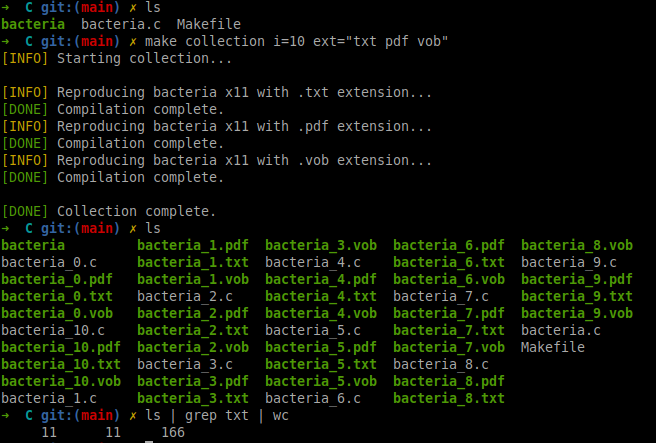 ➜  C git:(main) ✗ ls
bacteria  bacteria.c  Makefile
➜  C git:(main) ✗ make collection i=10 ext="txt pdf vob"
[INFO] Starting collection...
[INFO] Reproducing bacteria x11 with .txt extension...
[DONE] Compilation complete.
[INFO] Reproducing bacteria x11 with .pdf extension...
[DONE] Compilation complete.
[INFO] Reproducing bacteria x11 with .vob extension...
[DONE] Compilation complete.
[DONE] Collection complete.
➜  C git:(main) ✗ ls
bacteria         bacteria_1.pdf  bacteria_3.vob  bacteria_6.pdf  bacteria_8.vob
bacteria_0.c     bacteria_1.txt  bacteria_4.c    bacteria_6.txt  bacteria_9.c
bacteria_0.pdf   bacteria_1.vob  bacteria_4.pdf  bacteria_6.vob  bacteria_9.pdf
bacteria_0.txt   bacteria_2.c    bacteria_4.txt  bacteria_7.c    bacteria_9.txt
bacteria_0.vob   bacteria_2.pdf  bacteria_4.vob  bacteria_7.pdf  bacteria_9.vob
bacteria_10.c    bacteria_2.txt  bacteria_5.c    bacteria_7.txt  bacteria.c
bacteria_10.pdf  bacteria_2.vob  bacteria_5.pdf  bacteria_7.vob  Makefile
bacteria_10.txt  bacteria_3.c    bacteria_5.txt  bacteria_8.c
bacteria_10.vob  bacteria_3.pdf  bacteria_5.vob  bacteria_8.pdf
bacteria_1.c     bacteria_3.txt  bacteria_6.c    bacteria_8.txt
➜  C git:(main) ✗ ls | grep txt | wc
     11      11     166